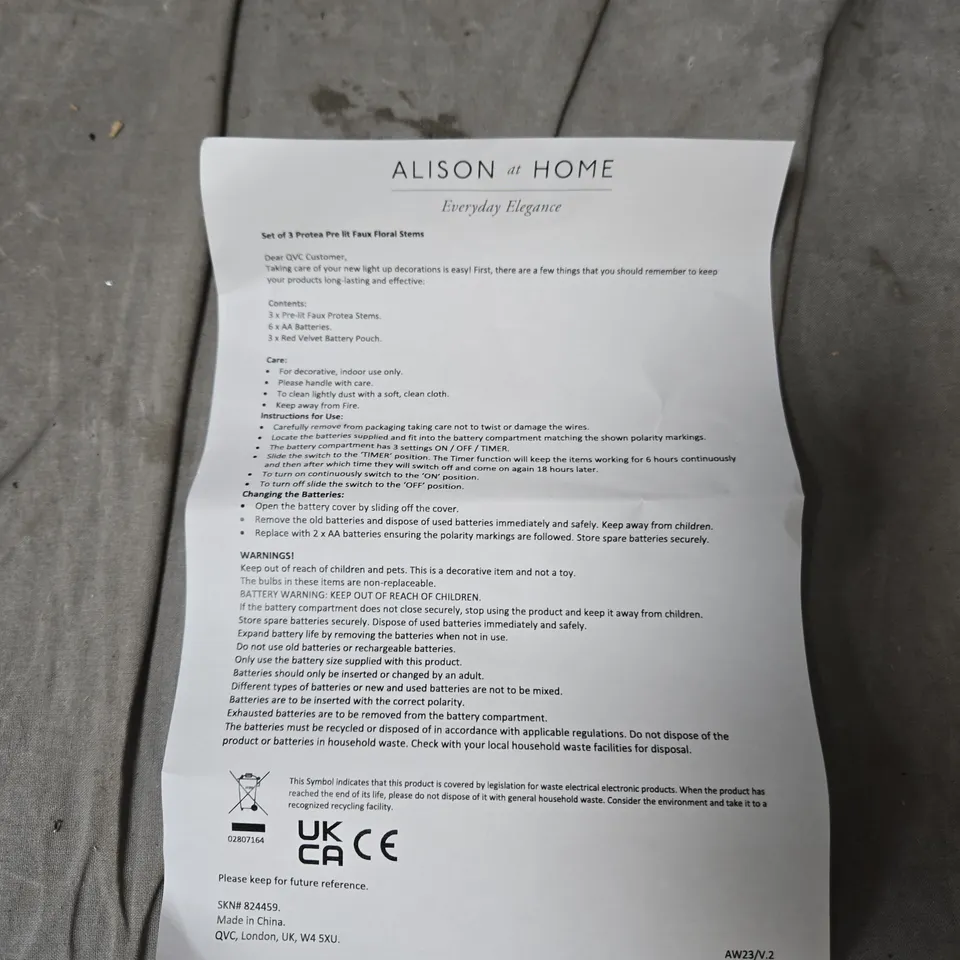 ALISON at HOME
Everyday Elegance
Set of 3 Protea Pre lit Faux Floral Stems
Dear QVC Customer,
Taking care of your new light up decorations is easy! First, there are a few things that you should remember to keep
your products long-lasting and effective:
Contents:
3 x Pre-lit Faux Protea Stems.
6 x AA Batteries.
3 x Red Velvet Battery Pouch.
Care:
• For decorative, indoor use only.
• Please handle with care.
• To clean lightly dust with a soft, clean cloth.
• Keep away from Fire.
Instructions for Use:
• Carefully remove from packaging taking care not to twist or damage the wires.
• Locate the batteries supplied and fit into the battery compartment matching the shown polarity markings.
• The battery compartment has 3 settings ON / OFF / TIMER.
• Slide the switch to the 'TIMER' position. The Timer function will keep the items working for 6 hours continuously
and then after which time they will switch off and come on again 18 hours later.
• To turn on continuously switch to the 'ON' position.
• To turn off slide the switch to the 'OFF' position.
Changing the Batteries:
• Open the battery cover by sliding off the cover.
• Remove the old batteries and dispose of used batteries immediately and safely. Keep away from children.
• Replace with 2 x AA batteries ensuring the polarity markings are followed. Store spare batteries securely.
WARNINGS!
Keep out of reach of children and pets. This is a decorative item and not a toy.
The bulbs in these items are non-replaceable.
BATTERY WARNING: KEEP OUT OF REACH OF CHILDREN.
If the battery compartment does not close securely, stop using the product and keep it away from children.
Store spare batteries securely. Dispose of used batteries immediately and safely.
Expand battery life by removing the batteries when not in use.
Do not use old batteries or rechargeable batteries.
Only use the battery size supplied with this product.
Batteries should only be inserted or changed by an adult.
Different types of batteries or new and used batteries are not to be mixed.
Batteries are to be inserted with the correct polarity.
Exhausted batteries are to be removed from the battery compartment.
The batteries must be recycled or disposed of in accordance with applicable regulations. Do not dispose of the
product or batteries in household waste. Check with your local household waste facilities for disposal.
This Symbol indicates that this product is covered by legislation for waste electrical electronic products. When the product has
reached the end of its life, please do not dispose of it with general household waste. Consider the environment and take it to a
recognized recycling facility.
02807164
UK
CA CE
Please keep for future reference.
SKN# 824459.
Made in China.
QVC, London, UK, W4 5XU.
AW23/V.2